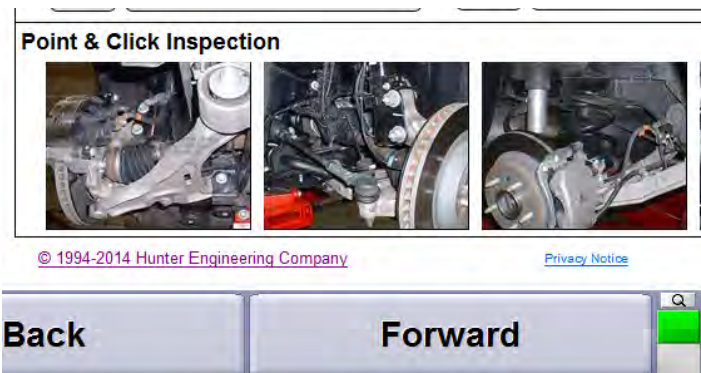 Point & Click Inspection
© 1994-2014 Hunter Engineering Company
Privacy Notice
Back
Forward